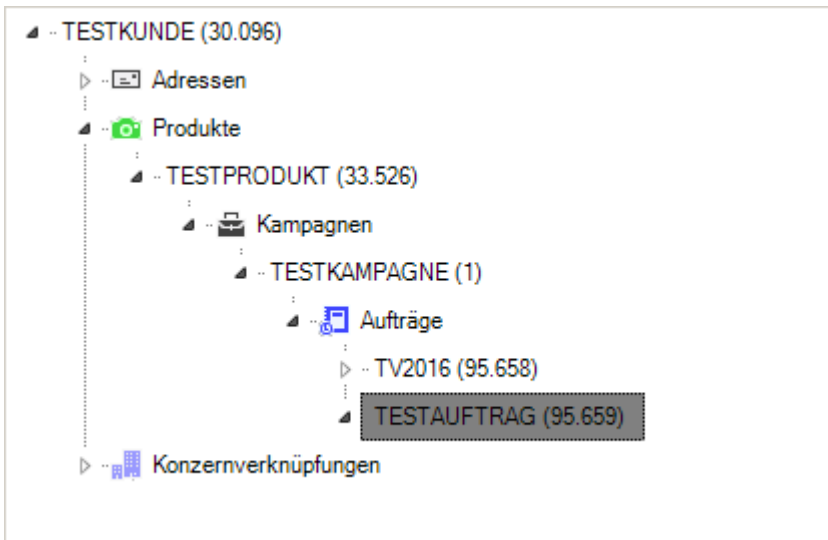 TESTKUNDE (30.096)
Adressen
Produkte
TESTPRODUKT (33.526)
Kampagnen
TESTKAMPAGNE (1)
Aufträge
TV2016 (95.658)
TESTAUFTRAG (95.659)
Konzernverknüpfungen